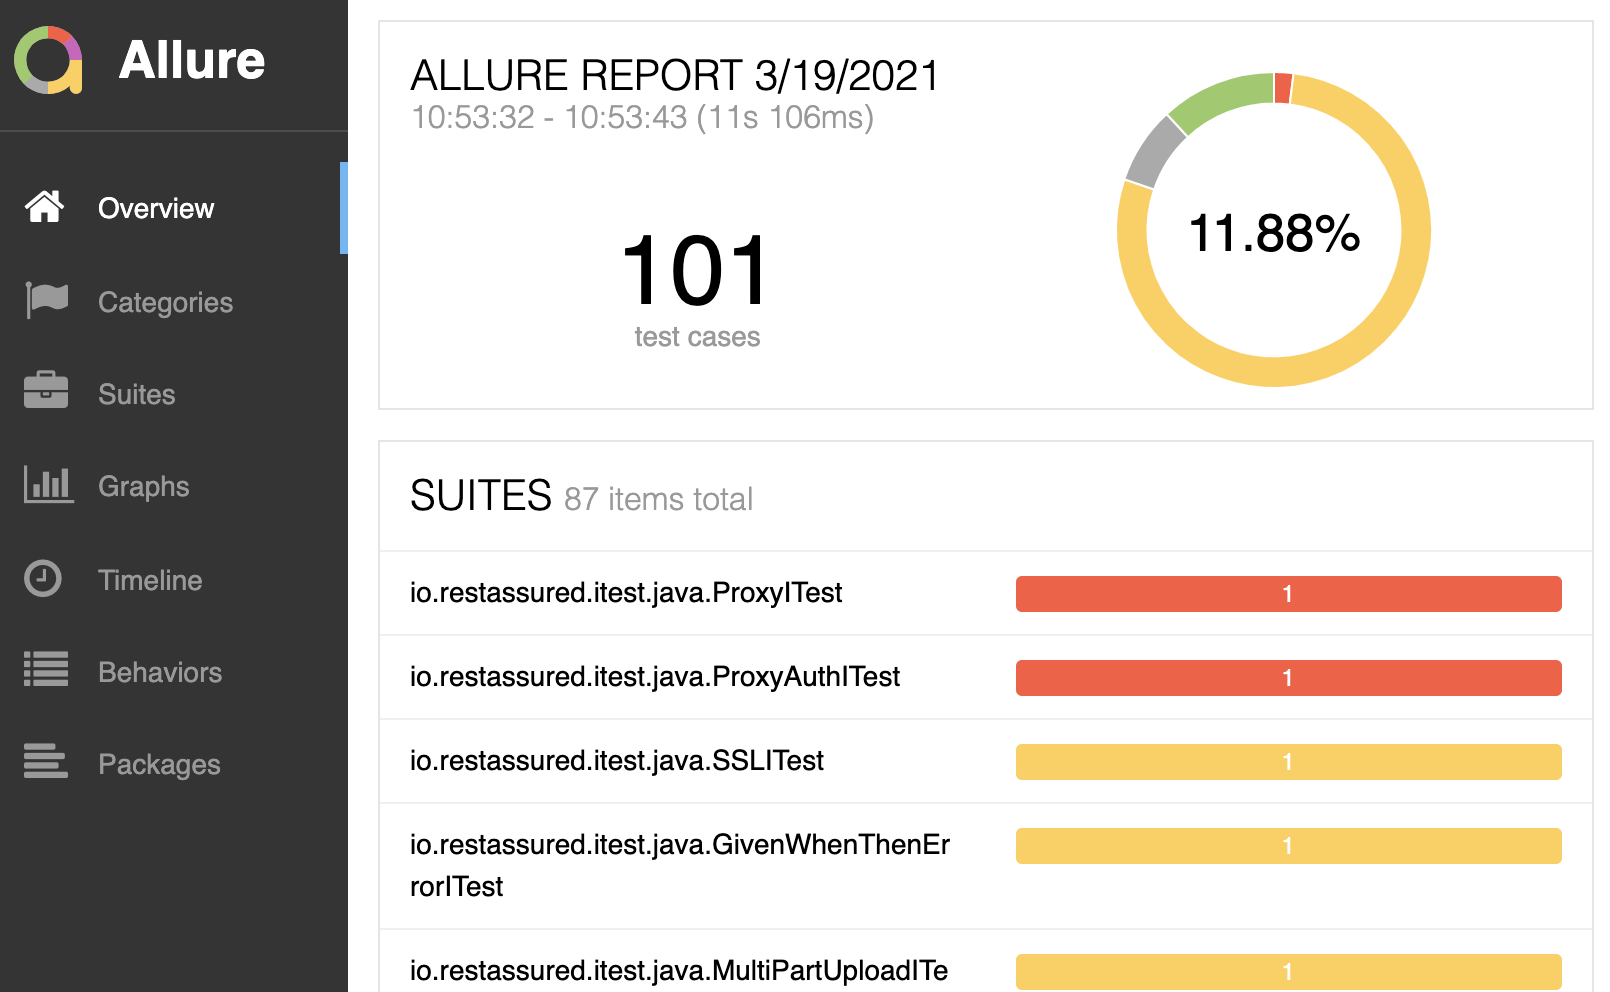 Allure
Overview
Categories
Suites
Graphs
Timeline
Behaviors
Packages
ALLURE REPORT 3/19/2021
10:53:32 - 10:53:43 (11s 106ms)
101
test cases
11.88%
SUITES 87 items total
io.restassured.itest.java.ProxyITest 1
io.restassured.itest.java.ProxyAuthITest 1
io.restassured.itest.java.SSLITest 1
io.restassured.itest.java.GivenWhenThenEr 1
rorITest
io.restassured.itest.java.MultiPartUploadITe 1